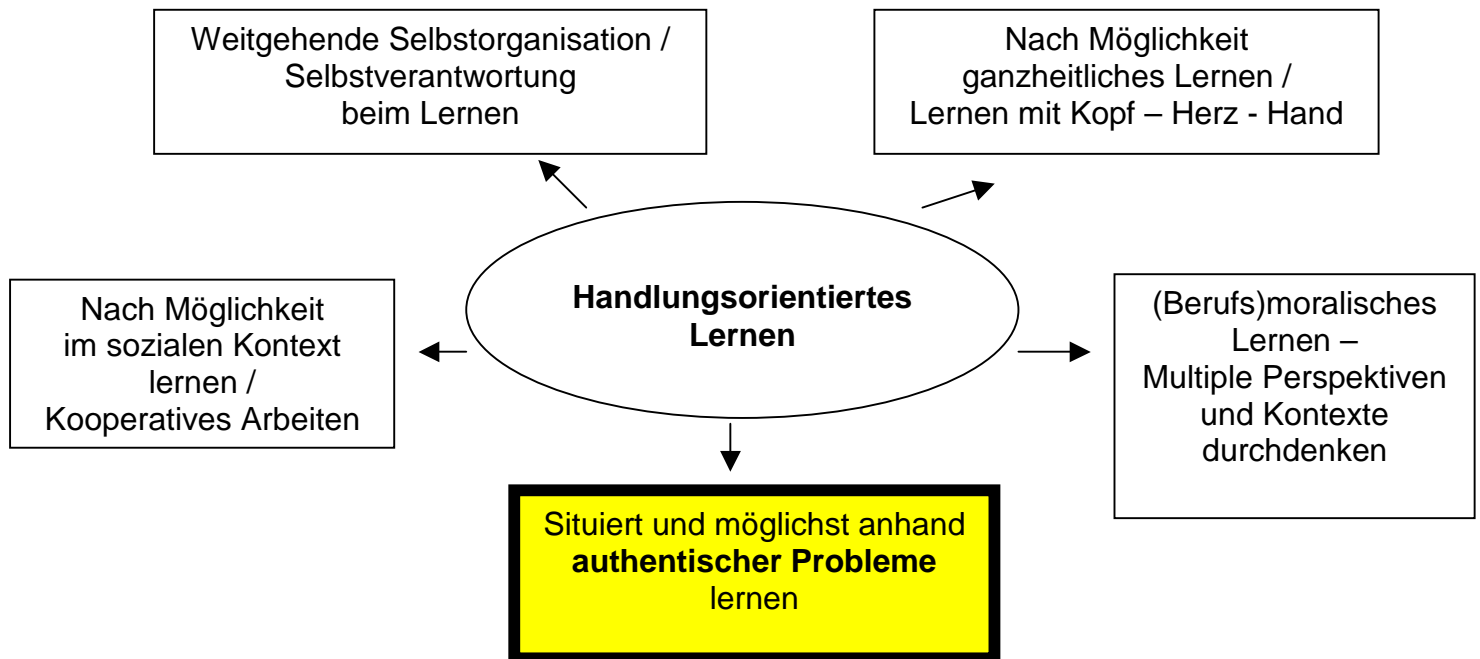 Weitgehende Selbstorganisation /
Selbstverantwortung
beim Lernen
Nach Möglichkeit
ganzheitliches Lernen /
Lernen mit Kopf – Herz - Hand
Handlungsorientiertes
Lernen
Nach Möglichkeit
im sozialen Kontext
lernen /
Kooperatives Arbeiten
(Berufs)moralisches
Lernen –
Multiple Perspektiven
und Kontexte
durchdenken
Situiert und möglichst anhand
authentischer Probleme
lernen